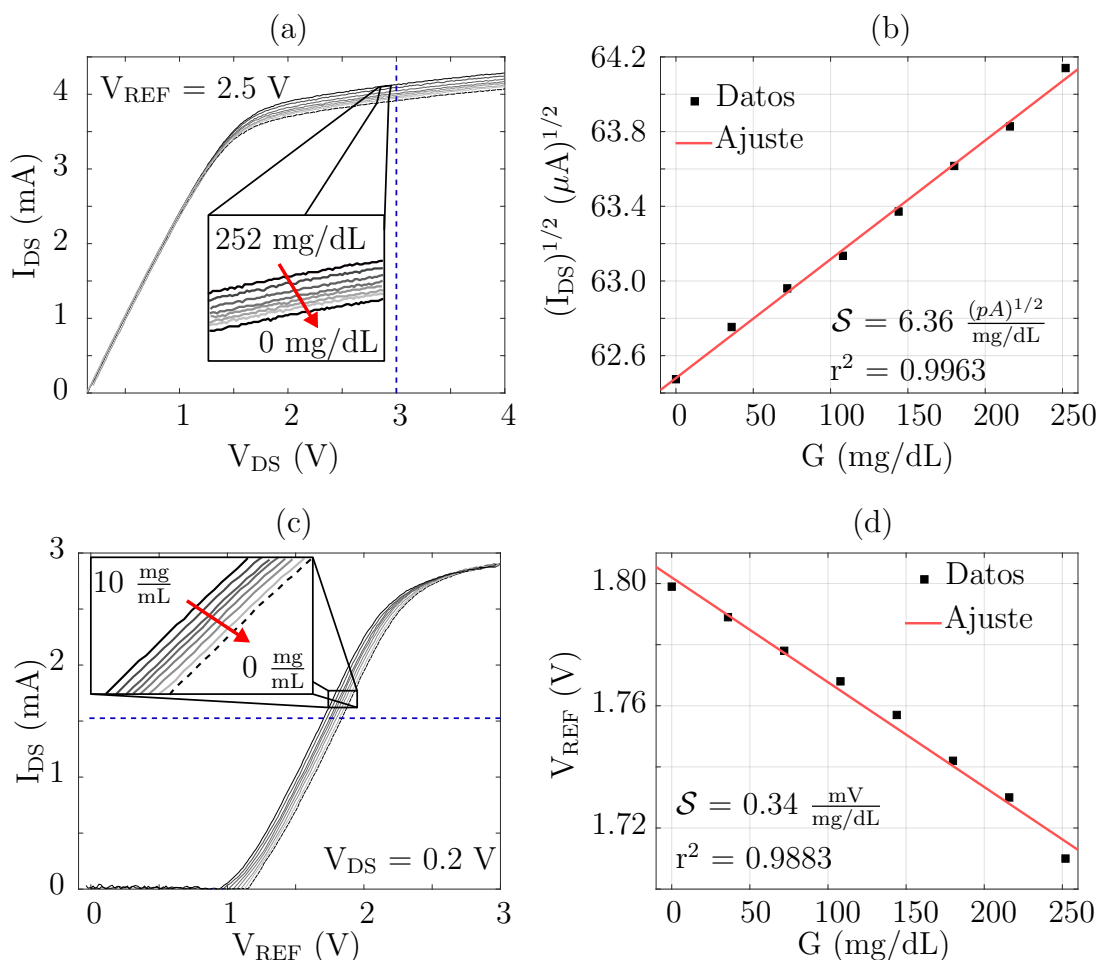 (a)
V_REF = 2.5 V
I_DS (mA)
4
3
2
1
0
252 mg/dL
0 mg/dL
1 2 3 4
V_DS (V)
(b)
(I_DS)^1/2 (μA)^1/2
64.2
63.8
63.4
63.0
62.6
Datos
Ajuste
𝒮 = 6.36 (pA)^1/2 / mg/dL
r² = 0.9963
0 50 100 150 200 250
G (mg/dL)
(c)
I_DS (mA)
3
2
1
0
10 mg/mL
0 mg/mL
V_DS = 0.2 V
0 1 2 3
V_REF (V)
(d)
V_REF (V)
1.80
1.76
1.72
Datos
Ajuste
𝒮 = 0.34 mV / mg/dL
r² = 0.9883
0 50 100 150 200 250
G (mg/dL)